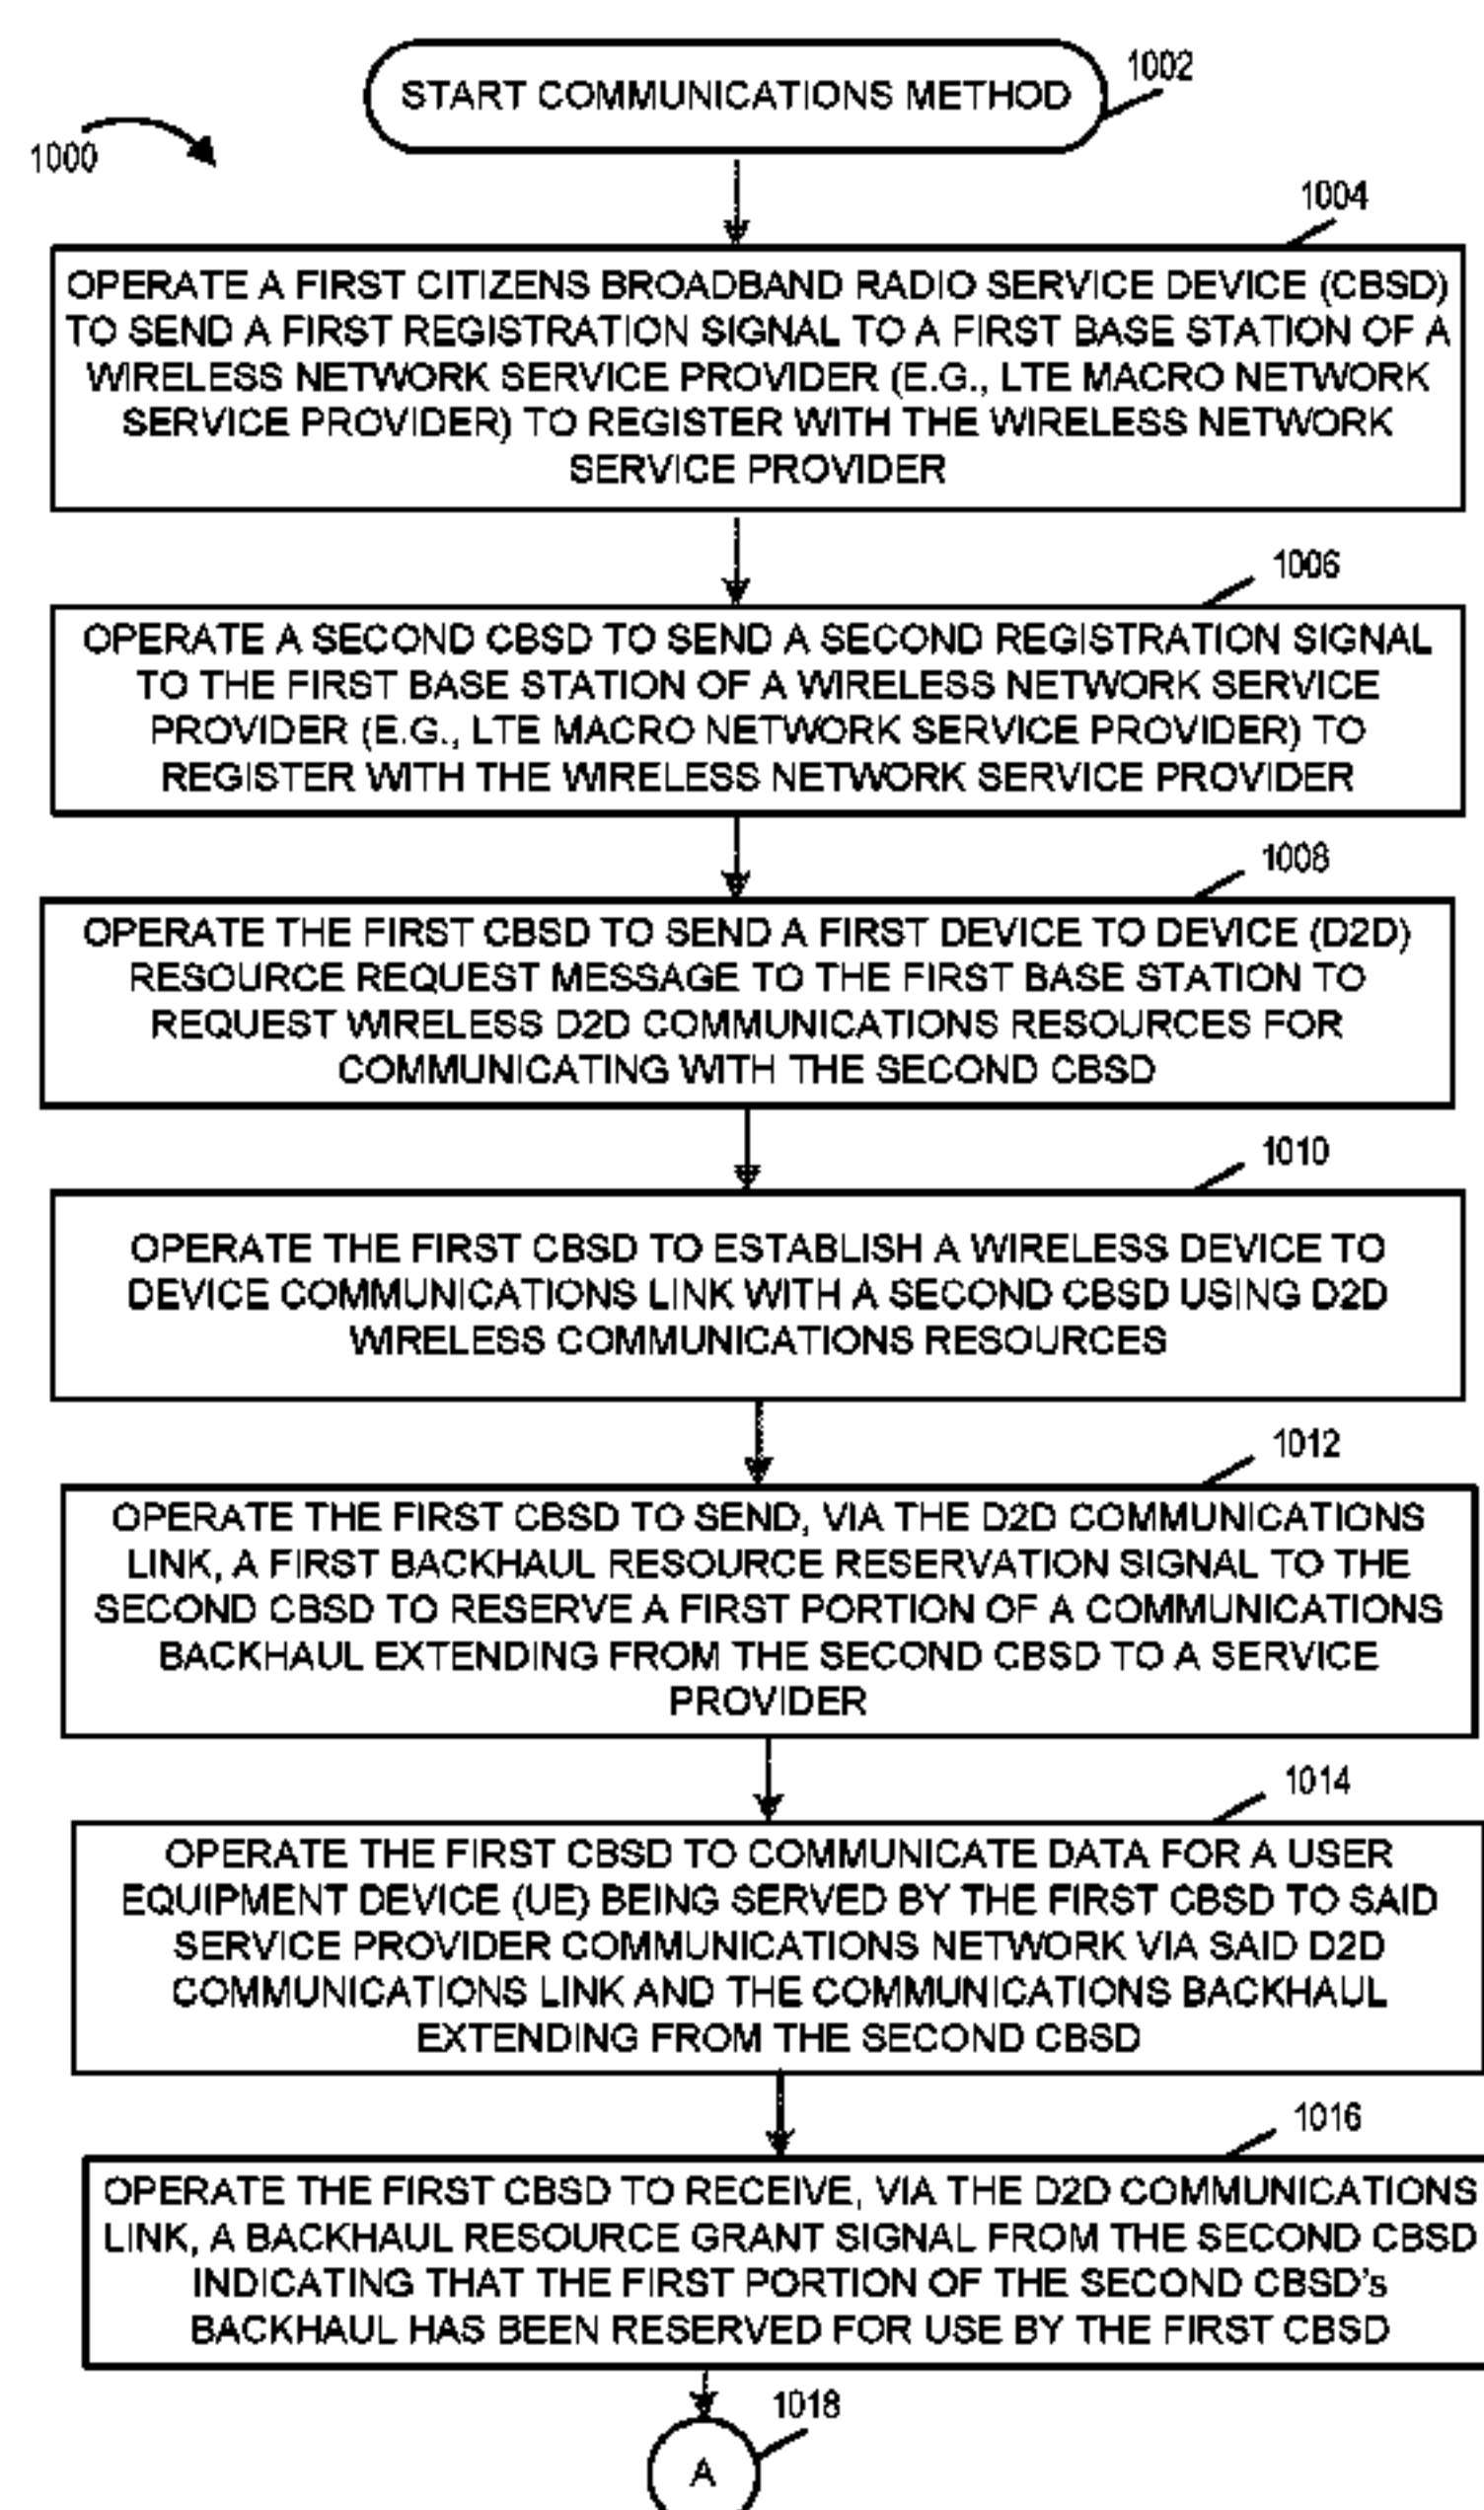 START COMMUNICATIONS METHOD
1002
1000
1004
OPERATE A FIRST CITIZENS BROADBAND RADIO SERVICE DEVICE (CBSD)
TO SEND A FIRST REGISTRATION SIGNAL TO A FIRST BASE STATION OF A
WIRELESS NETWORK SERVICE PROVIDER (E.G., LTE MACRO NETWORK
SERVICE PROVIDER) TO REGISTER WITH THE WIRELESS NETWORK
SERVICE PROVIDER
1006
OPERATE A SECOND CBSD TO SEND A SECOND REGISTRATION SIGNAL
TO THE FIRST BASE STATION OF A WIRELESS NETWORK SERVICE
PROVIDER (E.G., LTE MACRO NETWORK SERVICE PROVIDER) TO
REGISTER WITH THE WIRELESS NETWORK SERVICE PROVIDER
1008
OPERATE THE FIRST CBSD TO SEND A FIRST DEVICE TO DEVICE (D2D)
RESOURCE REQUEST MESSAGE TO THE FIRST BASE STATION TO
REQUEST WIRELESS D2D COMMUNICATIONS RESOURCES FOR
COMMUNICATING WITH THE SECOND CBSD
1010
OPERATE THE FIRST CBSD TO ESTABLISH A WIRELESS DEVICE TO
DEVICE COMMUNICATIONS LINK WITH A SECOND CBSD USING D2D
WIRELESS COMMUNICATIONS RESOURCES
1012
OPERATE THE FIRST CBSD TO SEND, VIA THE D2D COMMUNICATIONS
LINK, A FIRST BACKHAUL RESOURCE RESERVATION SIGNAL TO THE
SECOND CBSD TO RESERVE A FIRST PORTION OF A COMMUNICATIONS
BACKHAUL EXTENDING FROM THE SECOND CBSD TO A SERVICE
PROVIDER
1014
OPERATE THE FIRST CBSD TO COMMUNICATE DATA FOR A USER
EQUIPMENT DEVICE (UE) BEING SERVED BY THE FIRST CBSD TO SAID
SERVICE PROVIDER COMMUNICATIONS NETWORK VIA SAID D2D
COMMUNICATIONS LINK AND THE COMMUNICATIONS BACKHAUL
EXTENDING FROM THE SECOND CBSD
1016
OPERATE THE FIRST CBSD TO RECEIVE, VIA THE D2D COMMUNICATIONS
LINK, A BACKHAUL RESOURCE GRANT SIGNAL FROM THE SECOND CBSD
INDICATING THAT THE FIRST PORTION OF THE SECOND CBSD's
BACKHAUL HAS BEEN RESERVED FOR USE BY THE FIRST CBSD
1018
A